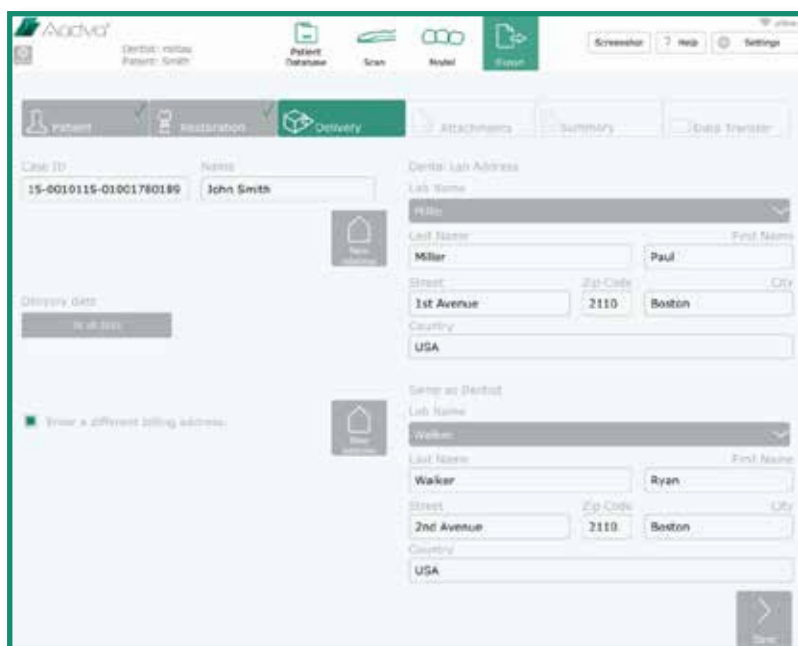 Aadva
Dentist:
Patient: Smith
Patient
Database
Scan
Model
Export
Screenshot
? Help
Settings
Patient
Restoration
Delivery
Attachments
Summary
Data Transfer
Case ID
Name
15-0010115-01001780189
John Smith
New
address
Delivery date
Enter a different billing address.
New
address
Dental Lab Address
Lab Name
Last Name
First Name
Miller
Paul
Street
Zip Code
City
1st Avenue
2110
Boston
Country
USA
Same as Dentist
Lab Name
Walker
Last Name
First Name
Walker
Ryan
Street
Zip Code
City
2nd Avenue
2110
Boston
Country
USA